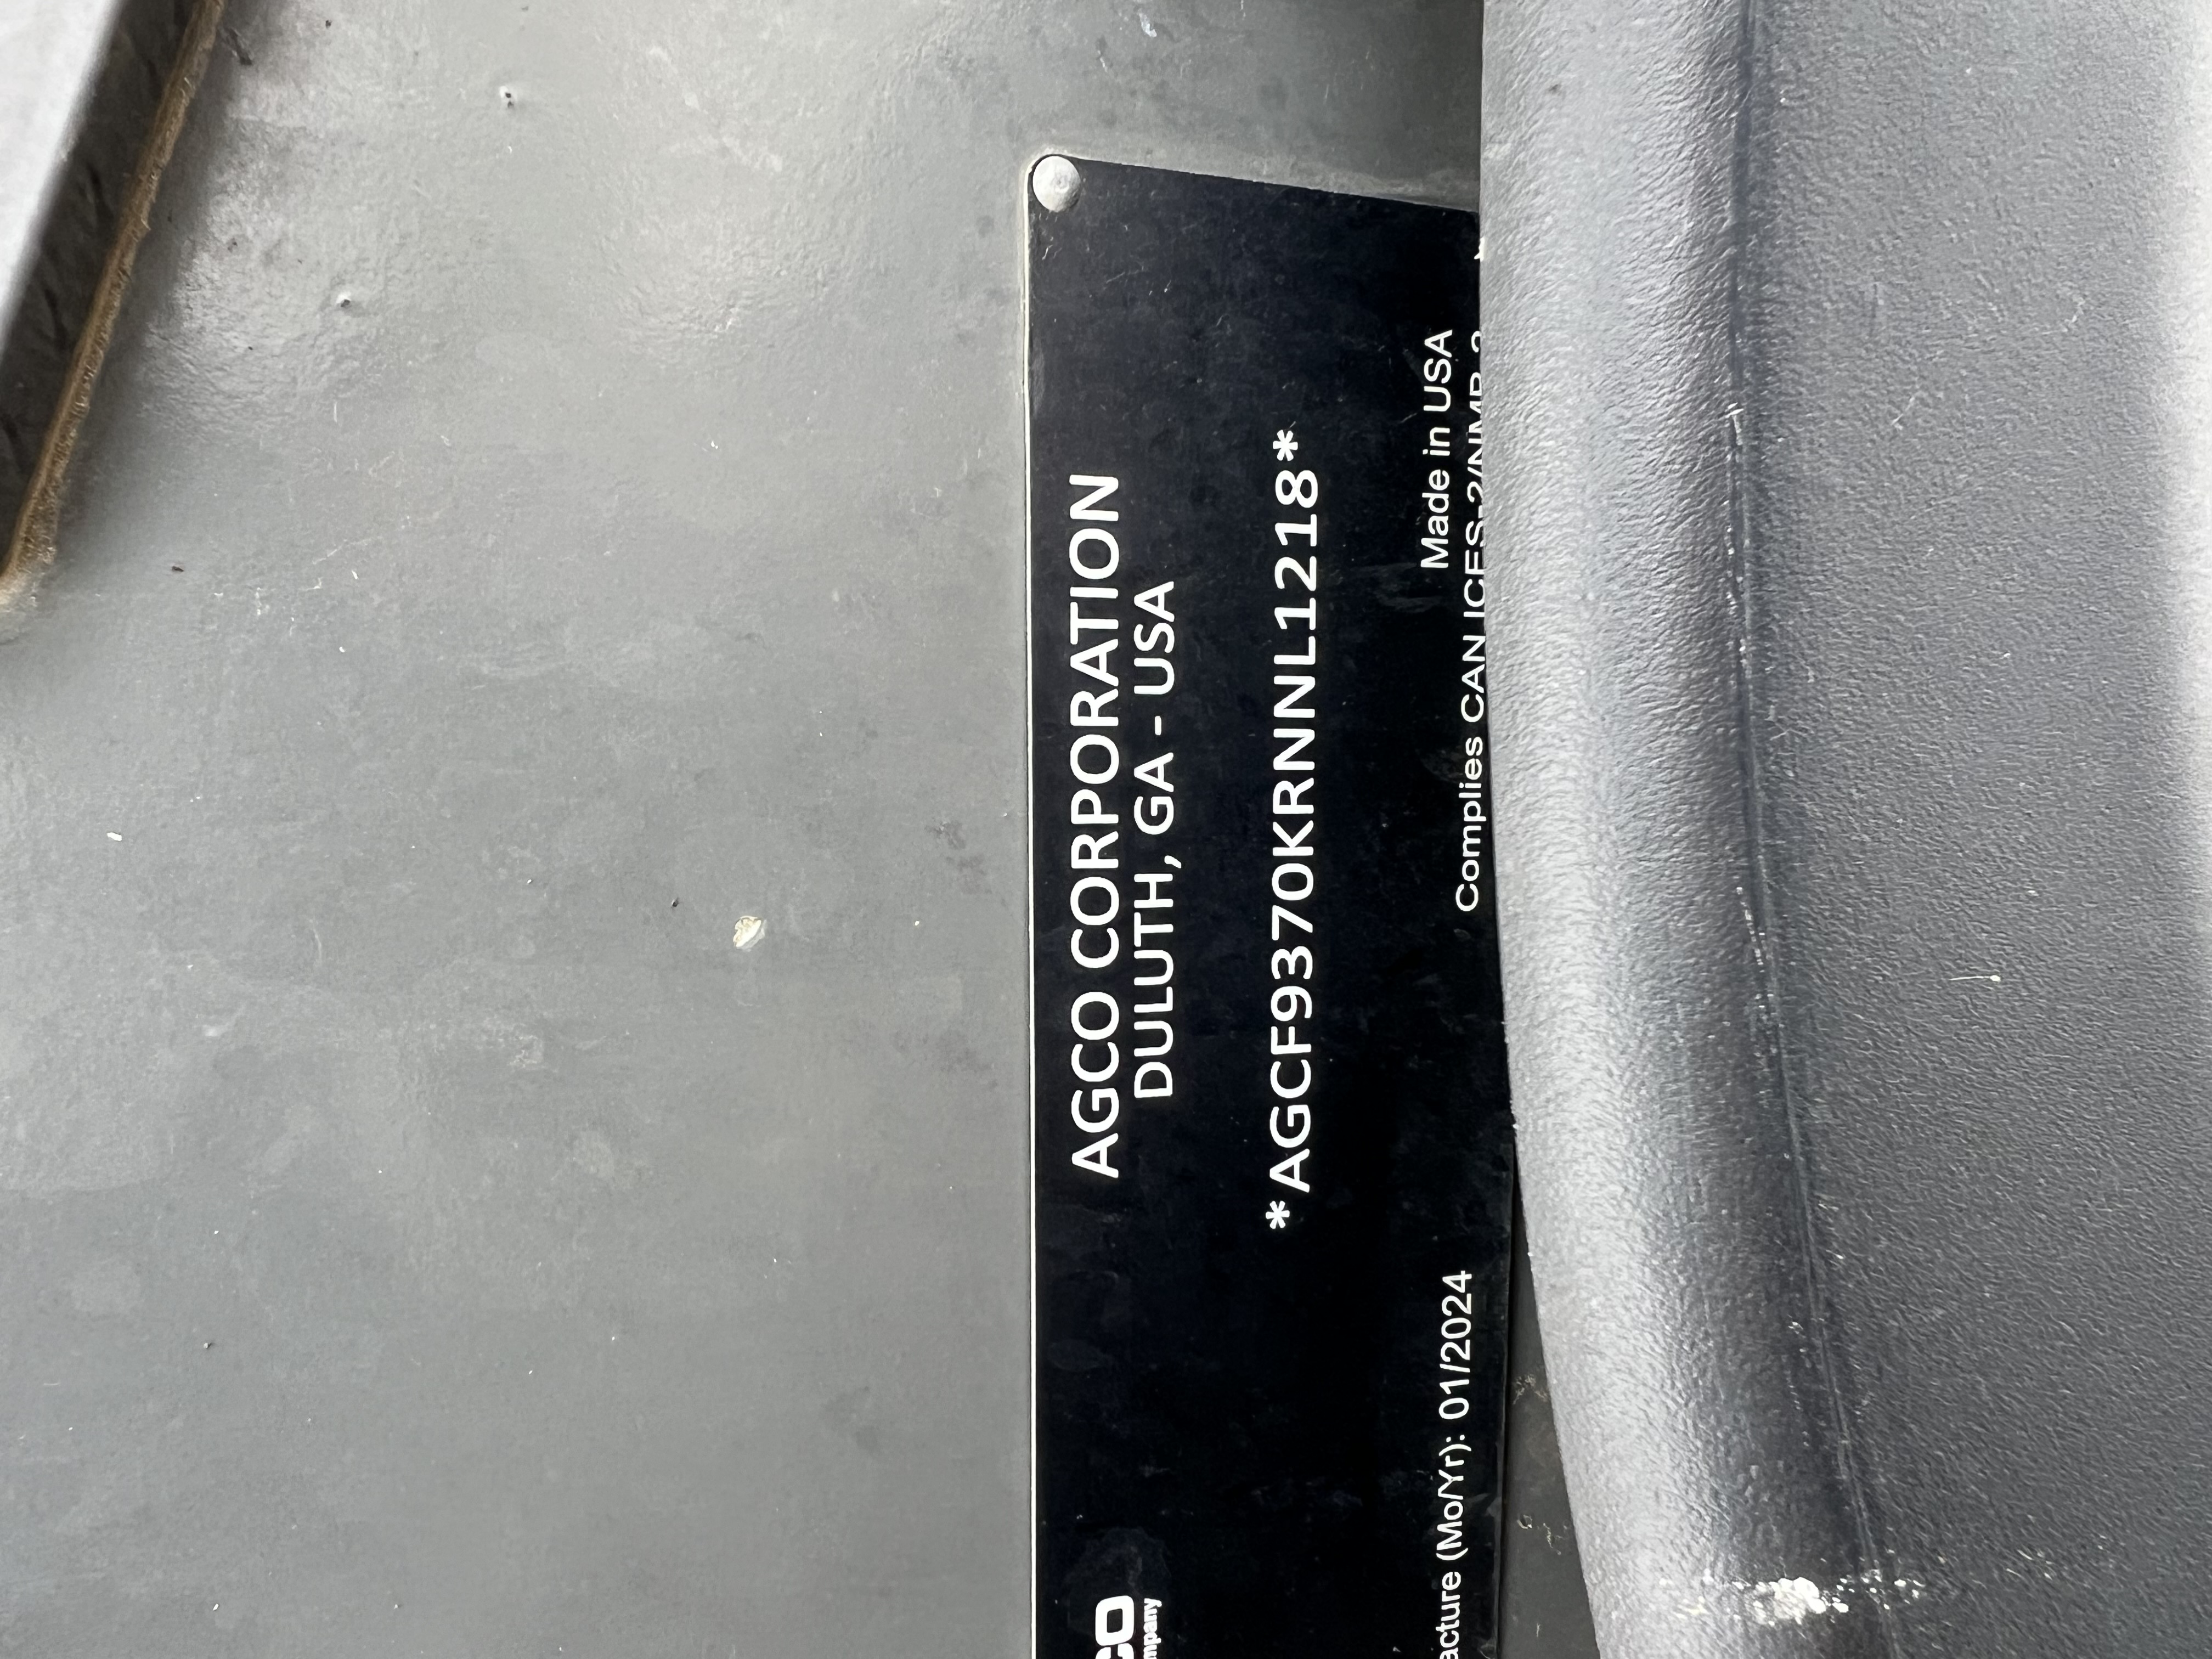 AGCO CORPORATION
DULUTH, GA - USA
*AGCF9370KRNNL1218*
(Mo/Yr): 01/2024
Made in USA
Complies CAN ICES-2/NMB-2